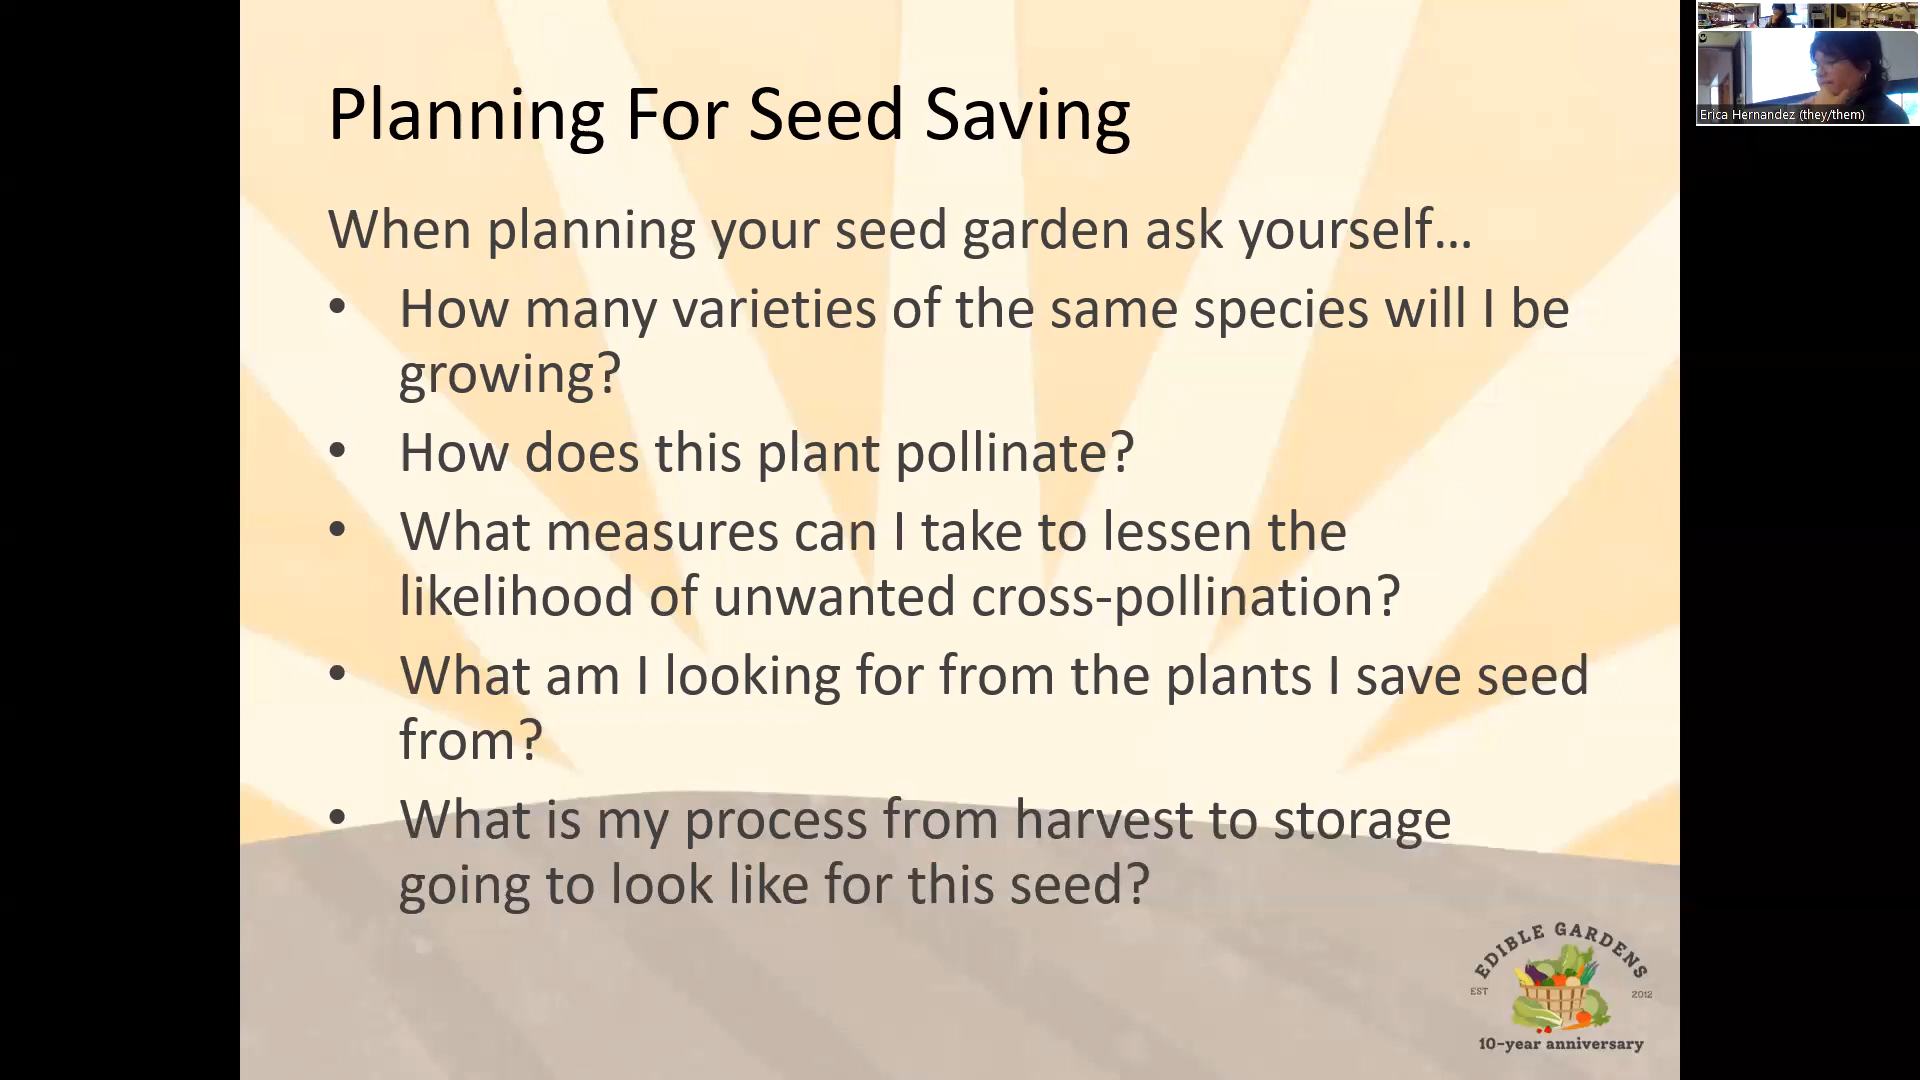 Planning For Seed Saving
When planning your seed garden ask yourself…
• How many varieties of the same species will I be
growing?
• How does this plant pollinate?
• What measures can I take to lessen the
likelihood of unwanted cross-pollination?
• What am I looking for from the plants I save seed
from?
• What is my process from harvest to storage
going to look like for this seed?
Erica Hernandez (they/them)
EDIBLE GARDENS
EST 2012
10-year anniversary